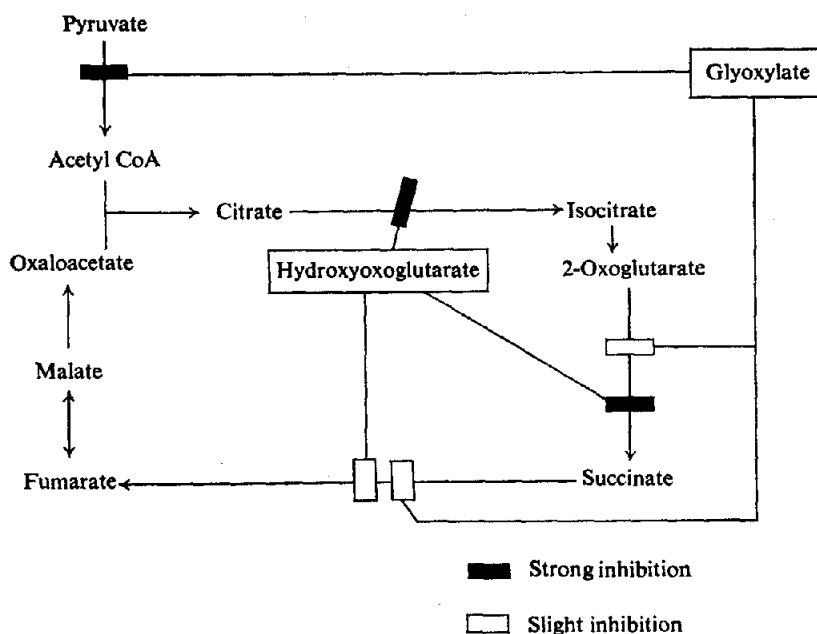 Pyruvate
Glyoxylate
Acetyl CoA
Citrate
Isocitrate
Oxaloacetate
Hydroxyoxoglutarate
2-Oxoglutarate
Malate
Fumarate
Succinate
Strong inhibition
Slight inhibition